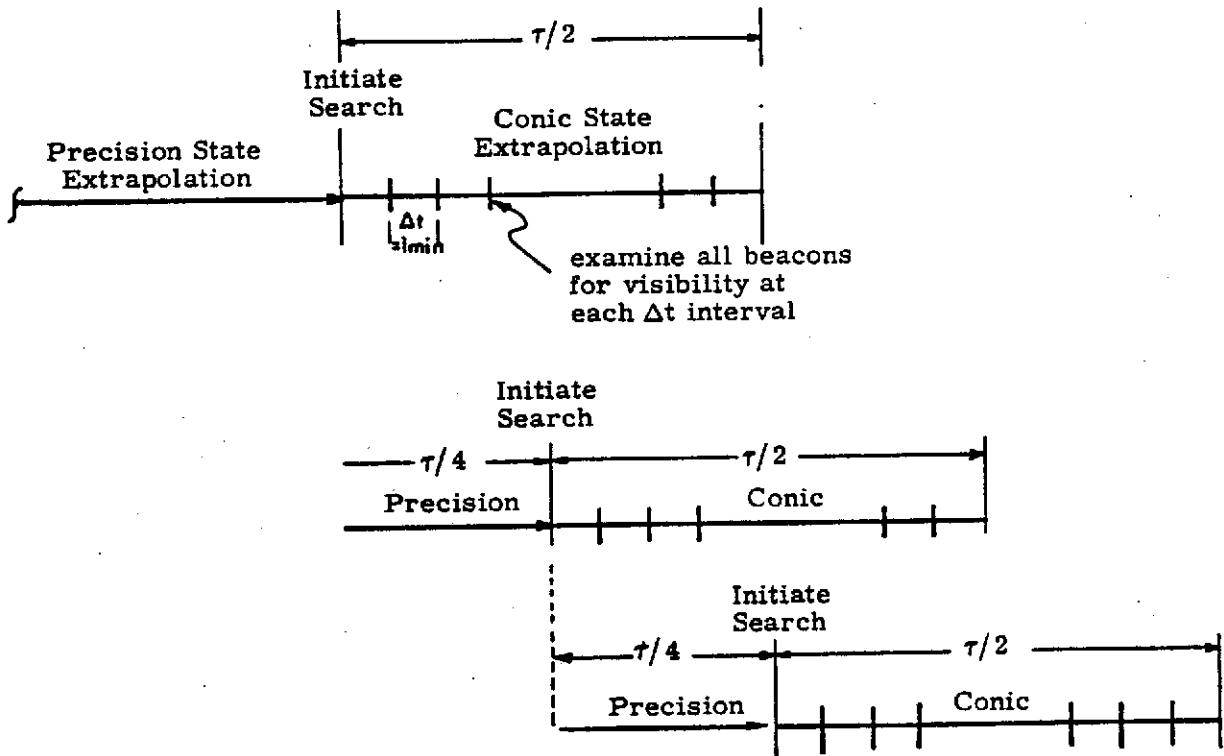 τ/2
Initiate
Search
Precision State
Extrapolation
Conic State
Extrapolation
Δt
=1min
examine all beacons
for visibility at
each Δt interval
Initiate
Search
τ/4
τ/2
Precision
Conic
Initiate
Search
τ/4
τ/2
Precision
Conic